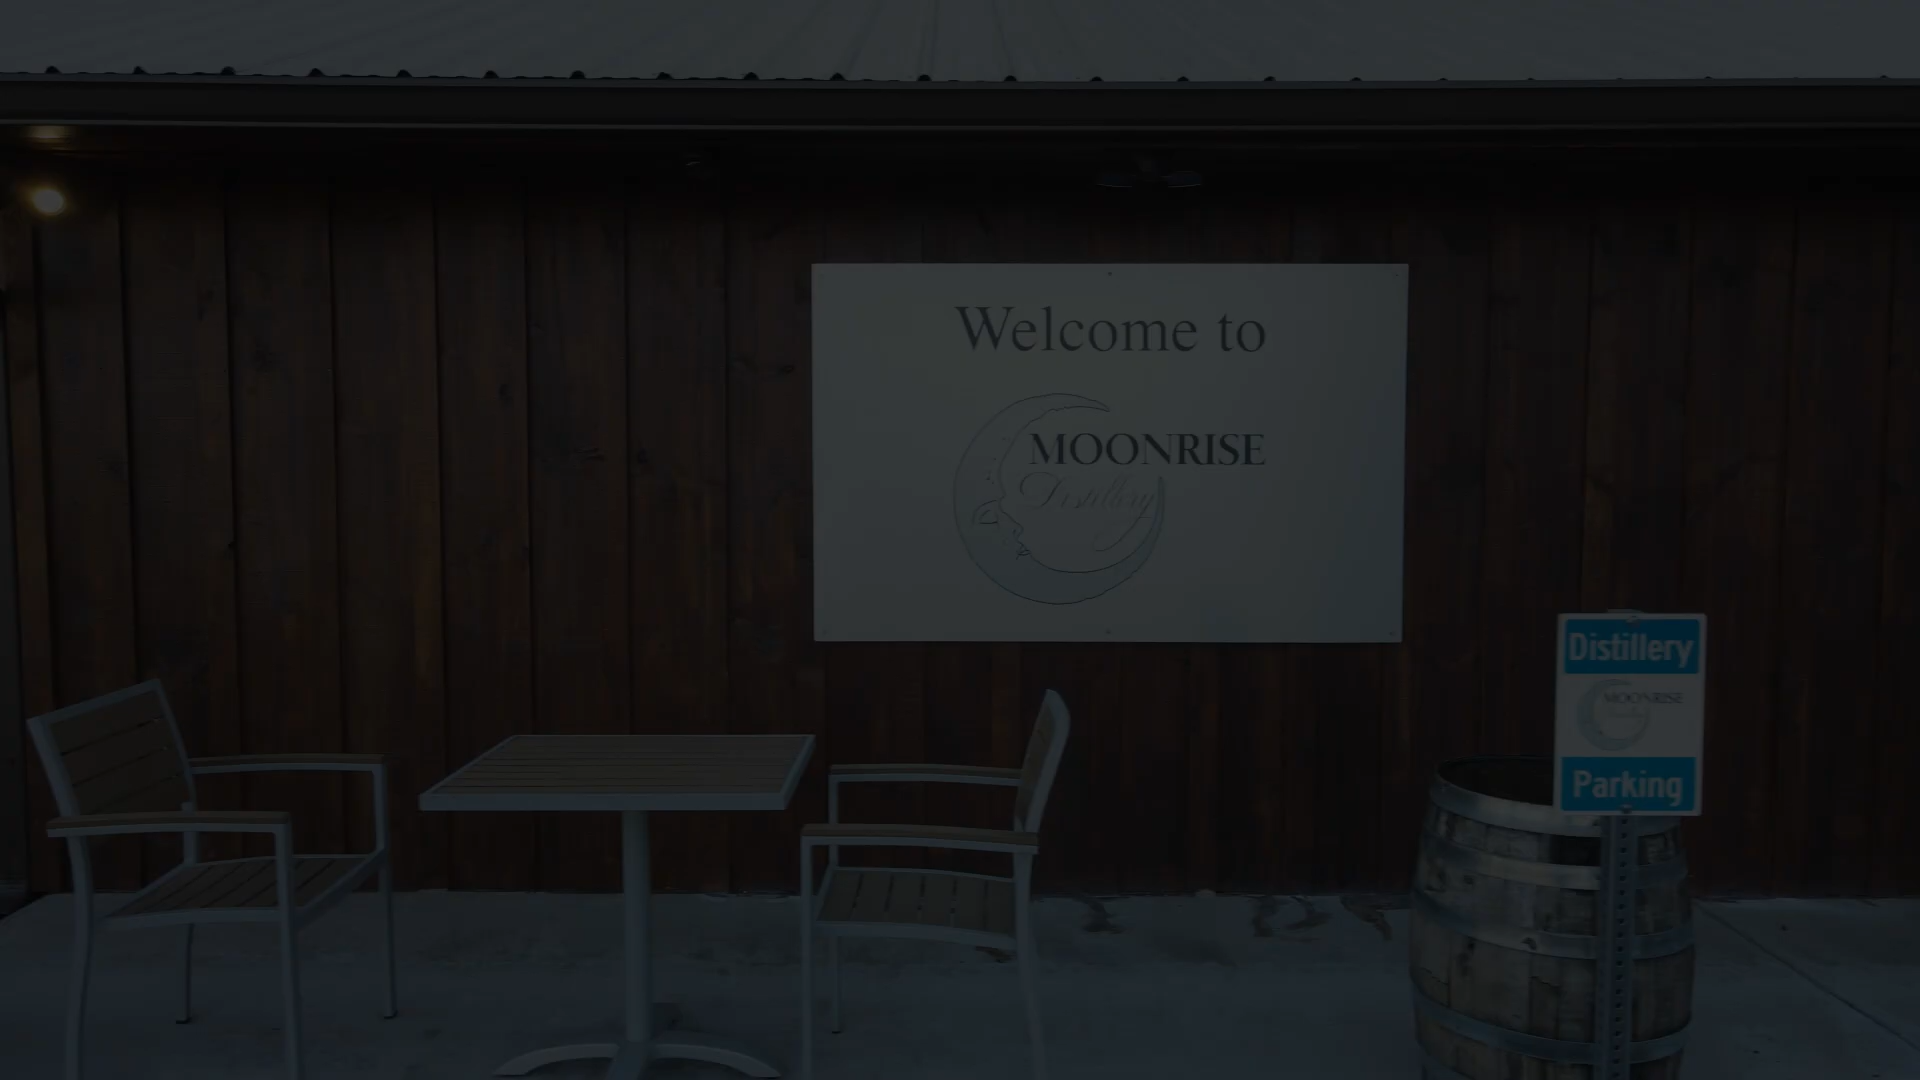 Welcome to
MOONRISE
Distillery
Distillery
MOONRISE
Parking